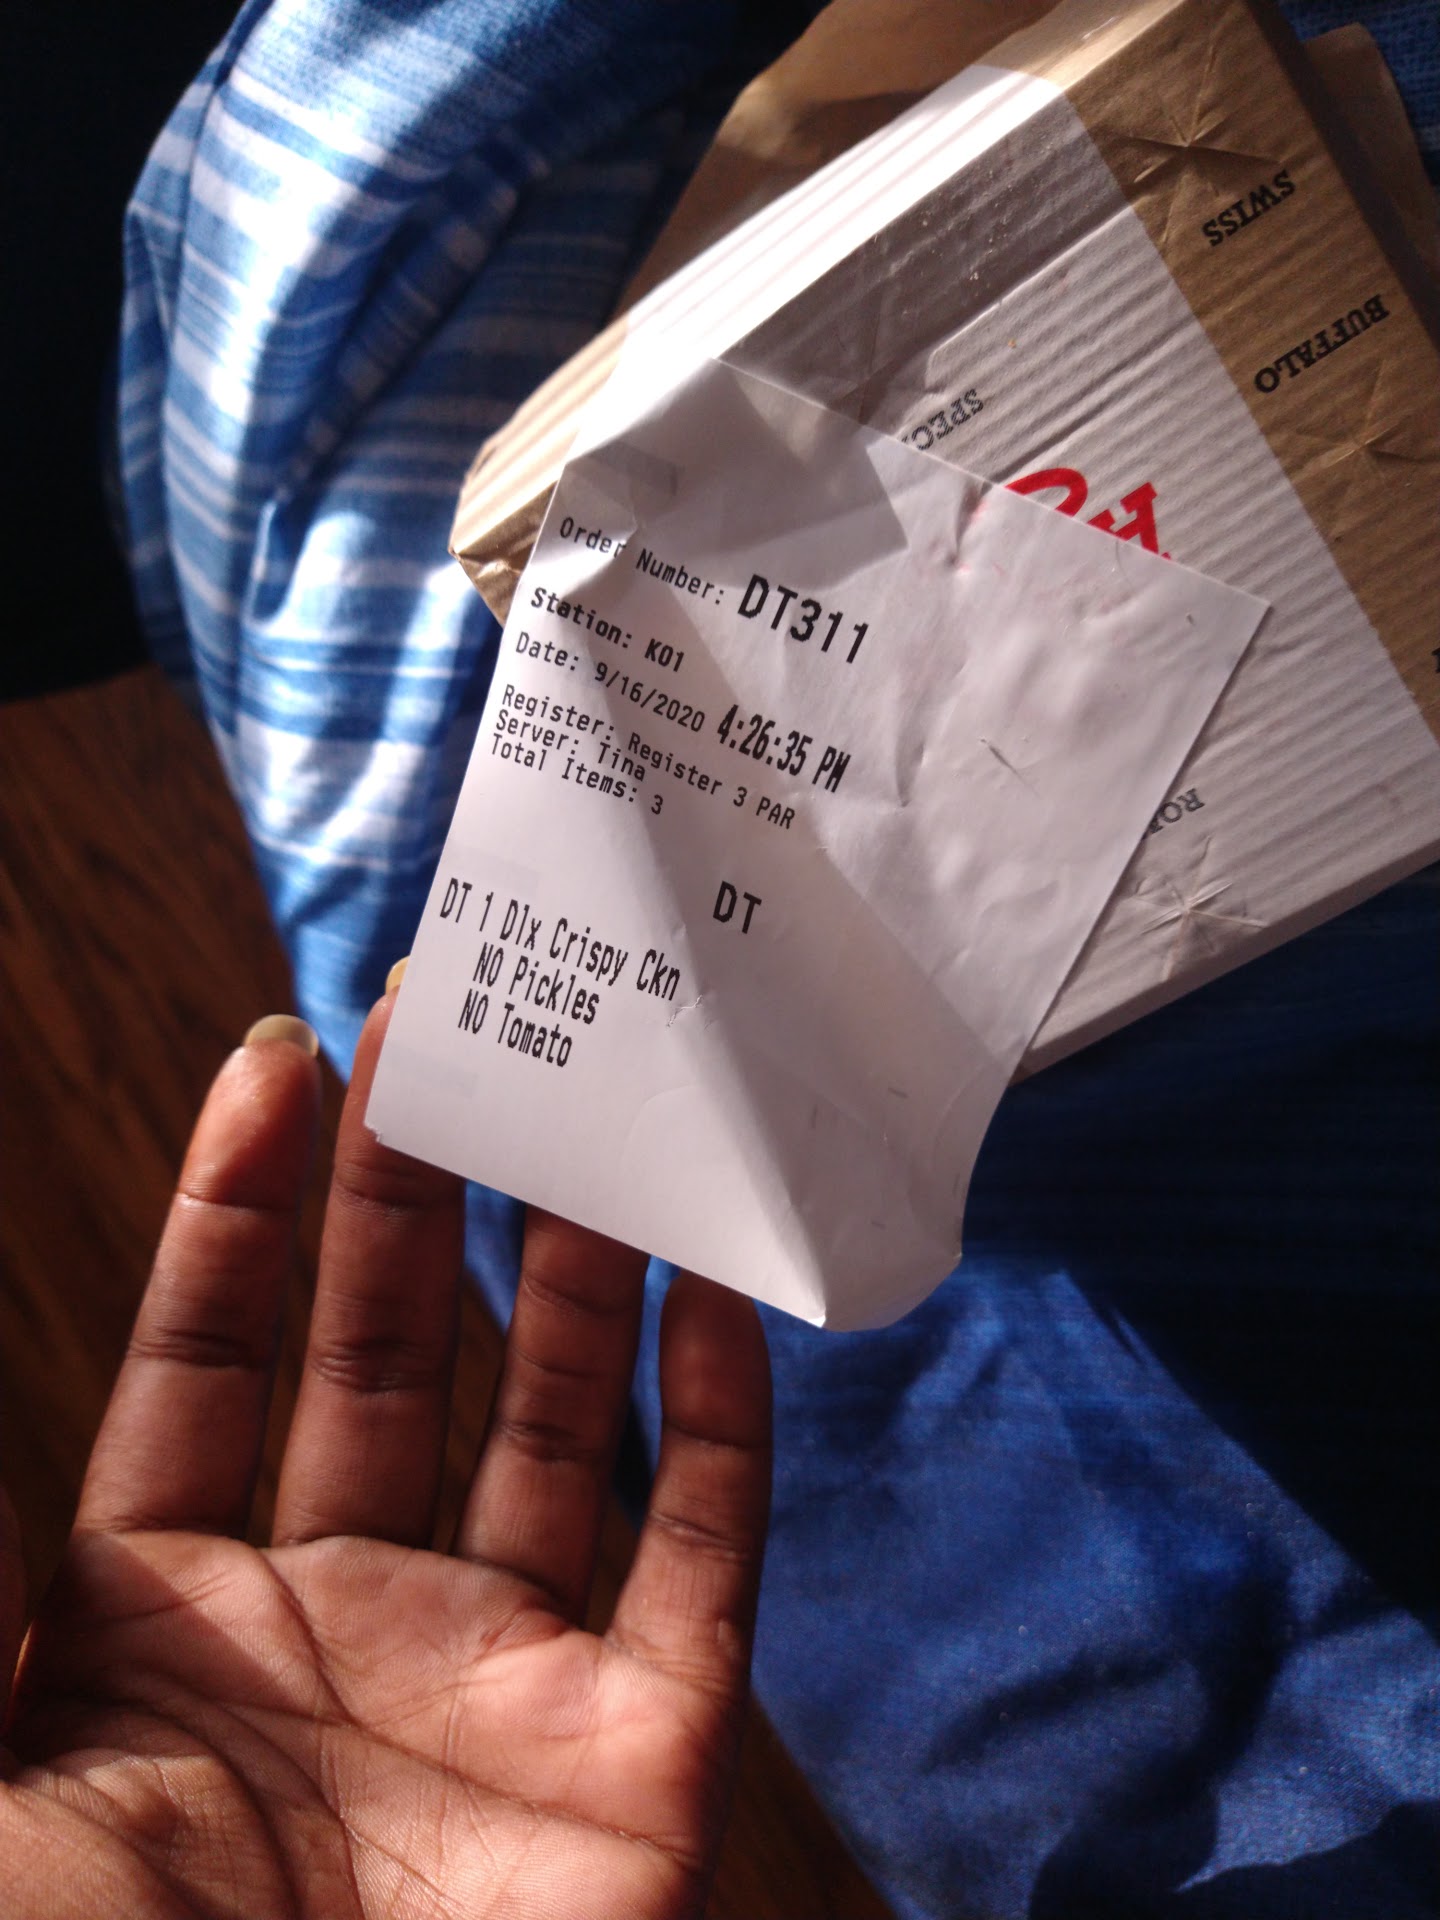 Order Number: DT311
Station: K01
Date: 9/16/2020 4:26:35 PM
Register: Register 3 PAR
Server: Tina
Total Items: 3
DT
DT 1 Dlx Crispy Ckn
NO Pickles
NO Tomato
SWISS
BUFFALO